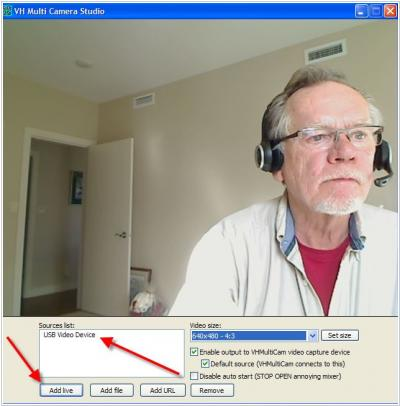 VH Multi Camera Studio
Sources list:
USB Video Device
Video size:
640x480 - 4:3
Set size
Enable output to VHMultiCam video capture device
Default source (VHMultiCam connects to this)
Disable auto start (STOP OPEN annoying mixer)
Add live
Add file
Add URL
Remove